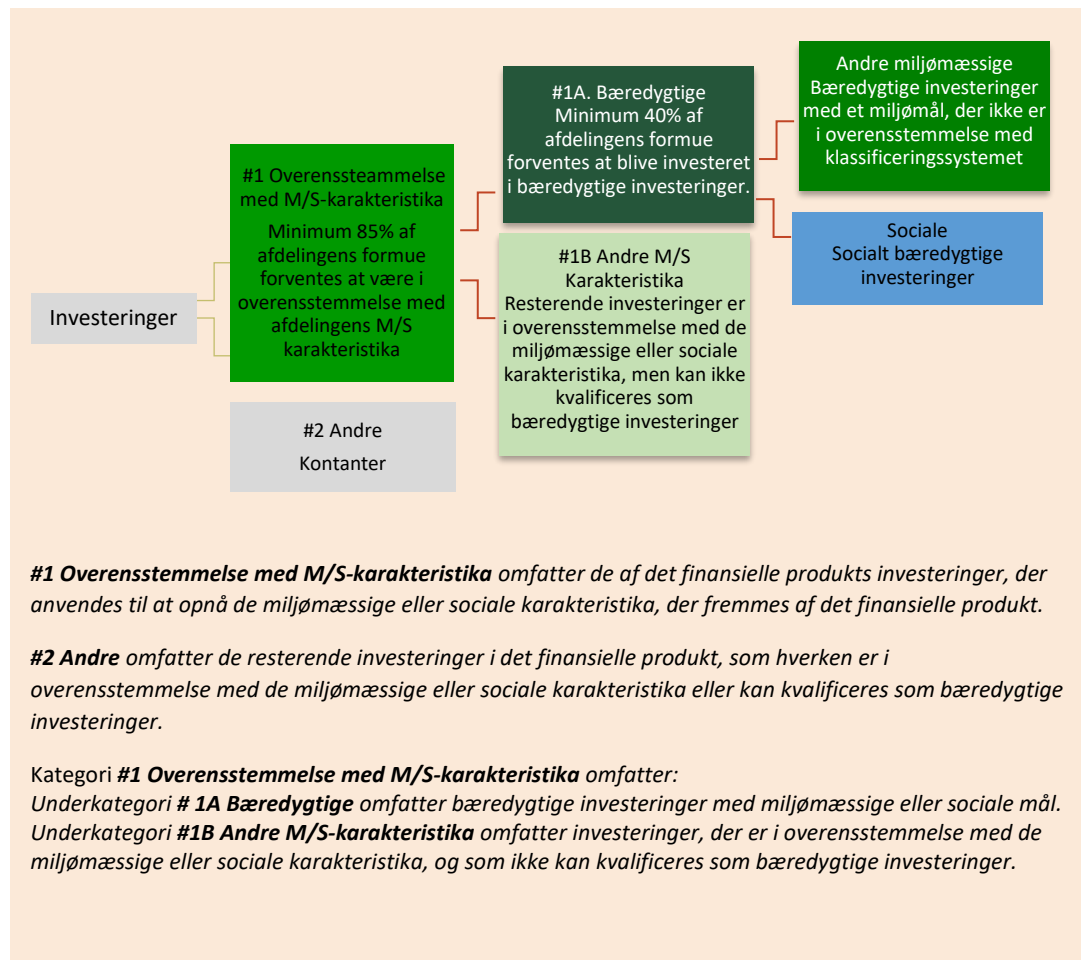 Investeringer
#1 Overenssteammelse
med M/S-karakteristika
Minimum 85% af
afdelingens formue
forventes at være i
overensstemmelse med
afdelingens M/S
karakteristika
#2 Andre
Kontanter
#1A. Bæredygtige
Minimum 40% af
afdelingens formue
forventes at blive investeret
i bæredygtige investeringer.
#1B Andre M/S
Karakteristika
Resterende investeringer er
i overensstemmelse med de
miljømæssige eller sociale
karakteristika, men kan ikke
kvalificeres som
bæredygtige investeringer
Andre miljømæssige
Bæredygtige investeringer
med et miljømål, der ikke er
i overensstemmelse med
klassificeringssystemet
Sociale
Socialt bæredygtige
investeringer
#1 Overensstemmelse med M/S-karakteristika omfatter de af det finansielle produkts investeringer, der
anvendes til at opnå de miljømæssige eller sociale karakteristika, der fremmes af det finansielle produkt.
#2 Andre omfatter de resterende investeringer i det finansielle produkt, som hverken er i
overensstemmelse med de miljømæssige eller sociale karakteristika eller kan kvalificeres som bæredygtige
investeringer.
Kategori #1 Overensstemmelse med M/S-karakteristika omfatter:
Underkategori # 1A Bæredygtige omfatter bæredygtige investeringer med miljømæssige eller sociale mål.
Underkategori #1B Andre M/S-karakteristika omfatter investeringer, der er i overensstemmelse med de
miljømæssige eller sociale karakteristika, og som ikke kan kvalificeres som bæredygtige investeringer.